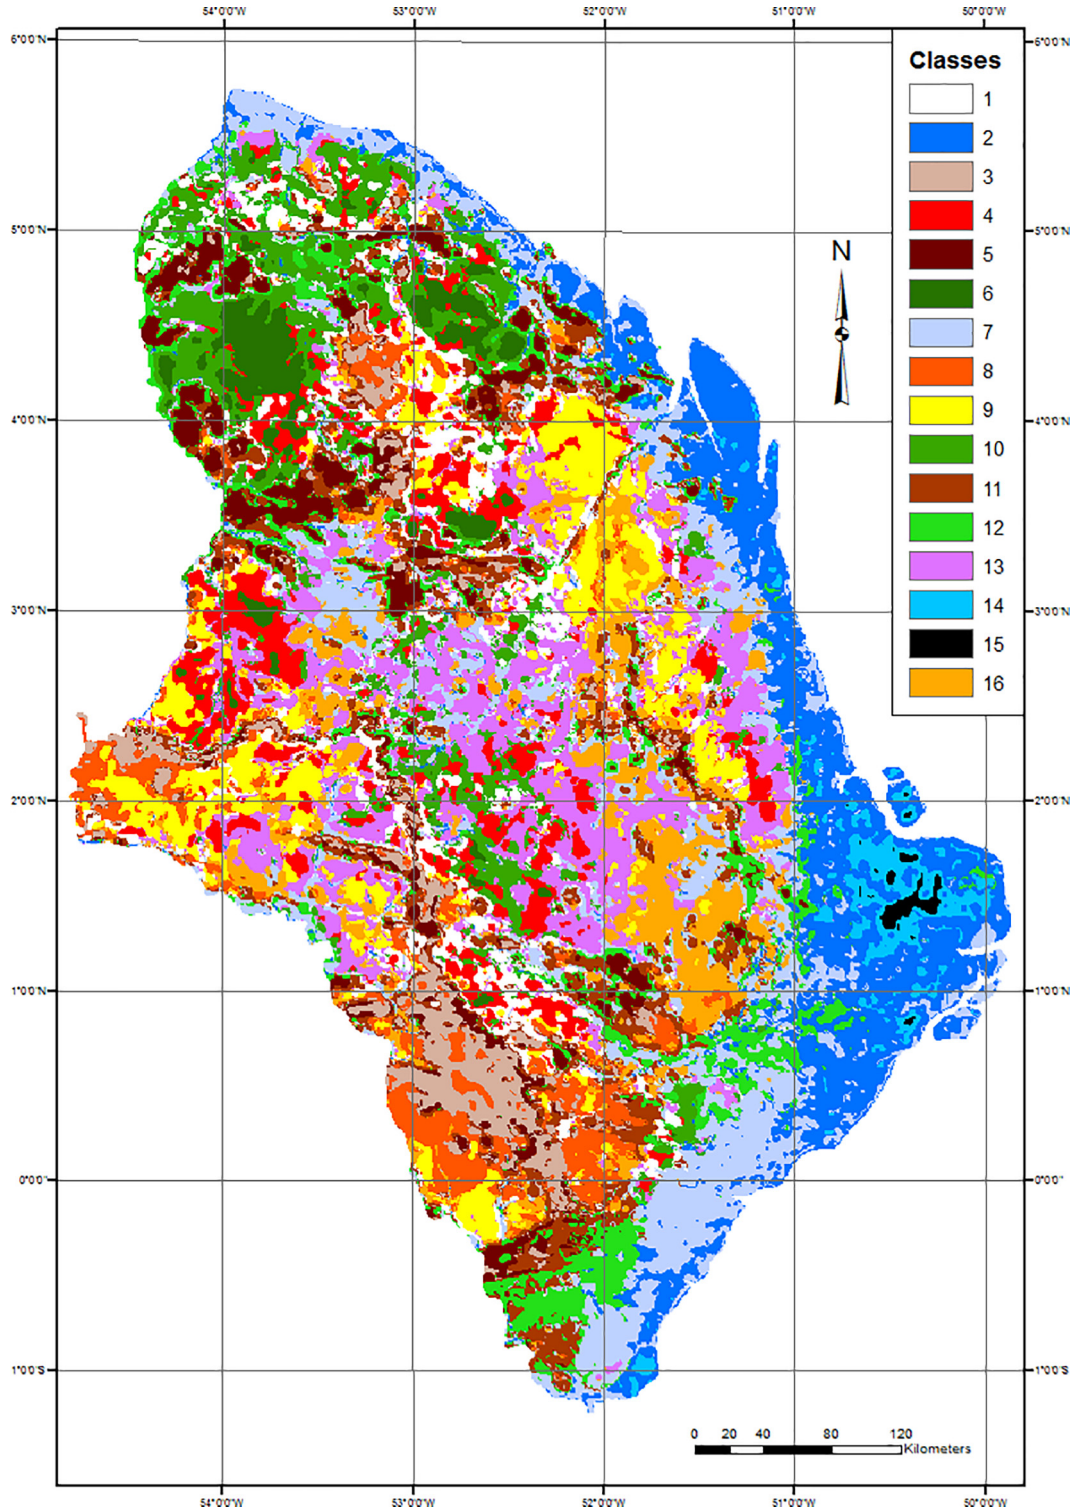 54°0'0"W 53°0'0"W 52°0'0"W 51°0'0"W 50°0'0"W
6°0'0"N 6°0'0"N
Classes
1
2
3
4
5°0'0"N 5°0'0"N
5
N
6
7
8
4°0'0"N 4°0'0"N
9
10
11
12
13
3°0'0"N 3°0'0"N
14
15
16
2°0'0"N 2°0'0"N
1°0'0"N 1°0'0"N
0°0'0" 0°0'0"
1°0'0"S 1°0'0"S
0 20 40 80 120
Kilometers
54°0'0"W 53°0'0"W 52°0'0"W 51°0'0"W 50°0'0"W